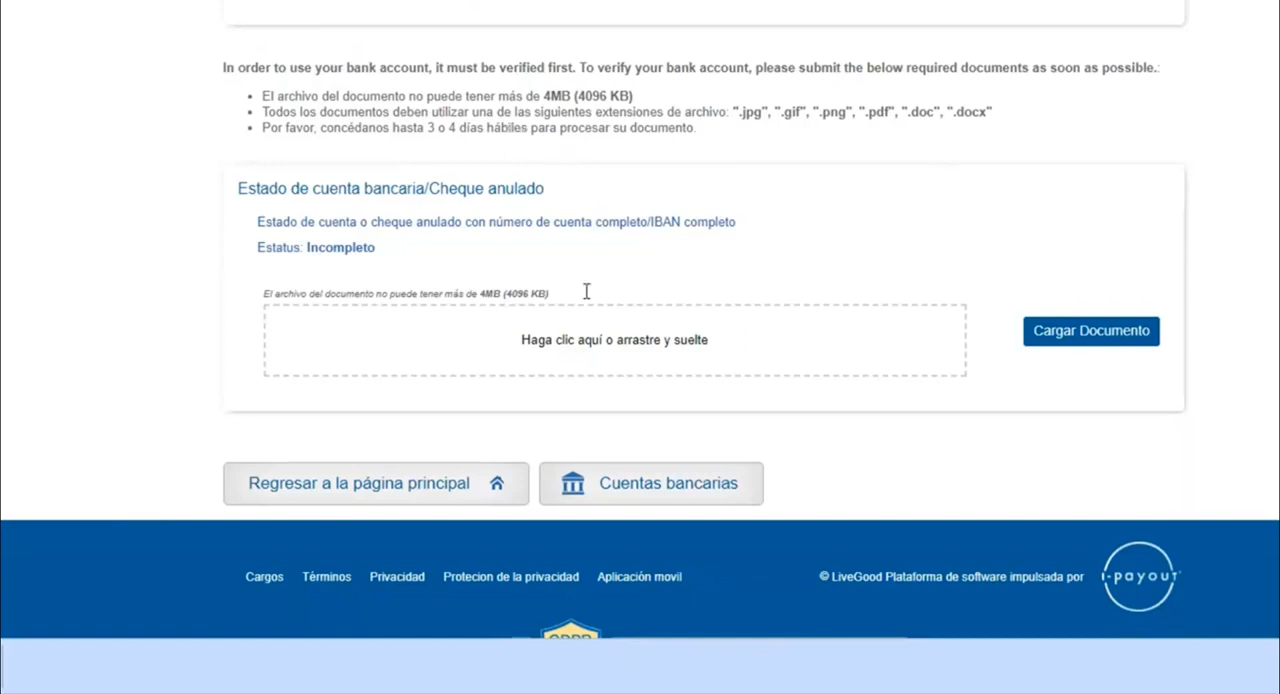 In order to use your bank account, it must be verified first. To verify your bank account, please submit the below required documents as soon as possible.:
• El archivo del documento no puede tener más de 4MB (4096 KB)
• Todos los documentos deben utilizar una de las siguientes extensiones de archivo: ".jpg", ".gif", ".png", ".pdf", ".doc", ".docx"
• Por favor, concédanos hasta 3 o 4 días hábiles para procesar su documento.
Estado de cuenta bancaria/Cheque anulado
Estado de cuenta o cheque anulado con número de cuenta completo/IBAN completo
Estatus: Incompleto
El archivo del documento no puede tener más de 4MB (4096 KB)
Haga clic aquí o arrastre y suelte
Cargar Documento
Regresar a la página principal
Cuentas bancarias
Cargos Términos Privacidad Protecion de la privacidad Aplicación movil
© LiveGood Plataforma de software impulsada por
i-payout